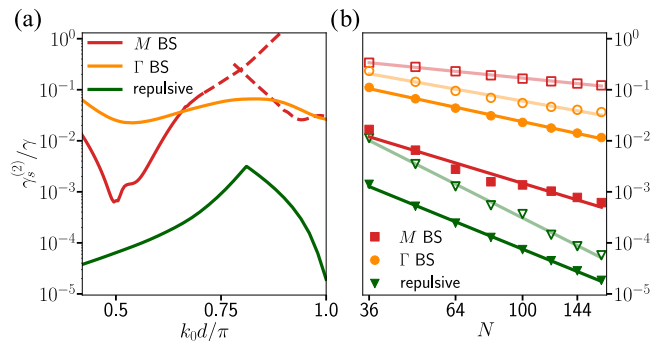 (a)
(b)
10⁰
10⁻¹
10⁻²
10⁻³
10⁻⁴
10⁻⁵
γₛ⁽²⁾/γ
M BS
Γ BS
repulsive
0.5
0.75
1.0
k₀d/π
M BS
Γ BS
repulsive
36
64
100
144
N
10⁰
10⁻¹
10⁻²
10⁻³
10⁻⁴
10⁻⁵